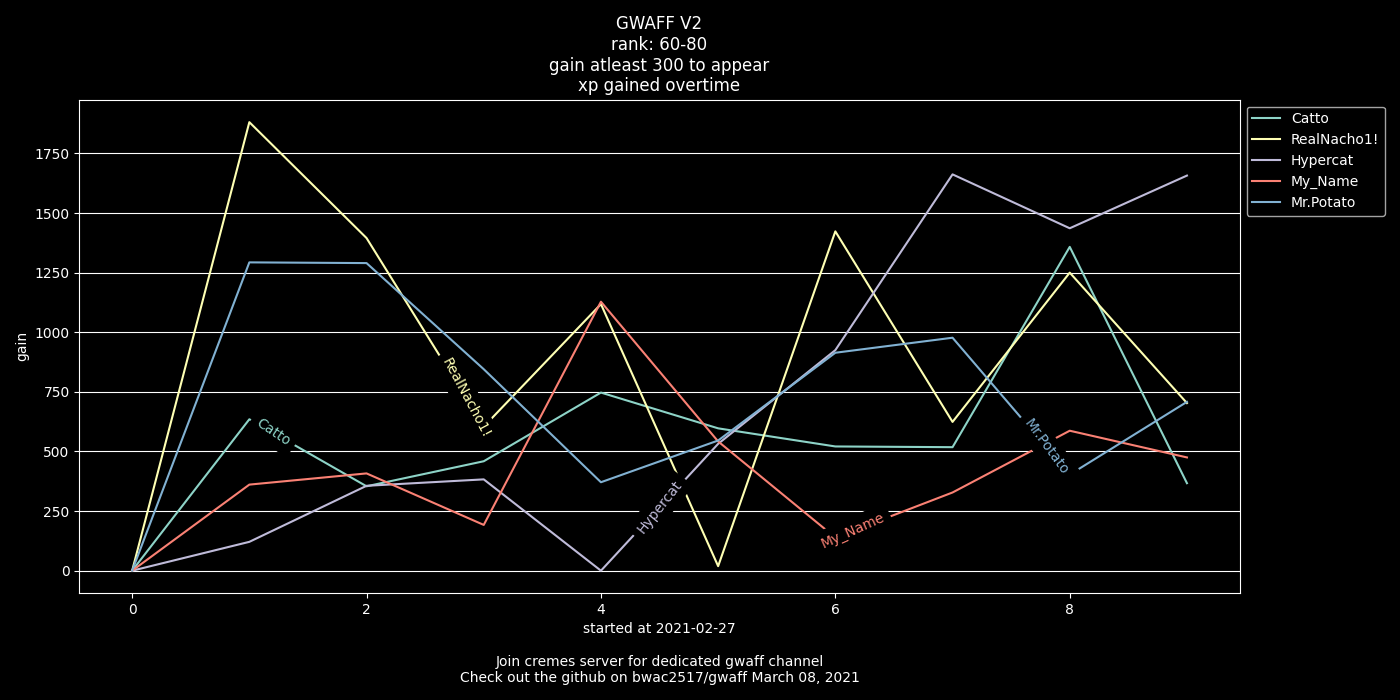 GWAFF V2
rank: 60-80
gain atleast 300 to appear
xp gained overtime
Catto
RealNacho1!
Hypercat
My_Name
Mr.Potato
gain
1750
1500
1250
1000
750
500
250
0
Catto
RealNacho1!
Hypercat
My_Name
Mr.Potato
0 2 4 6 8
started at 2021-02-27
Join cremes server for dedicated gwaff channel
Check out the github on bwac2517/gwaff March 08, 2021